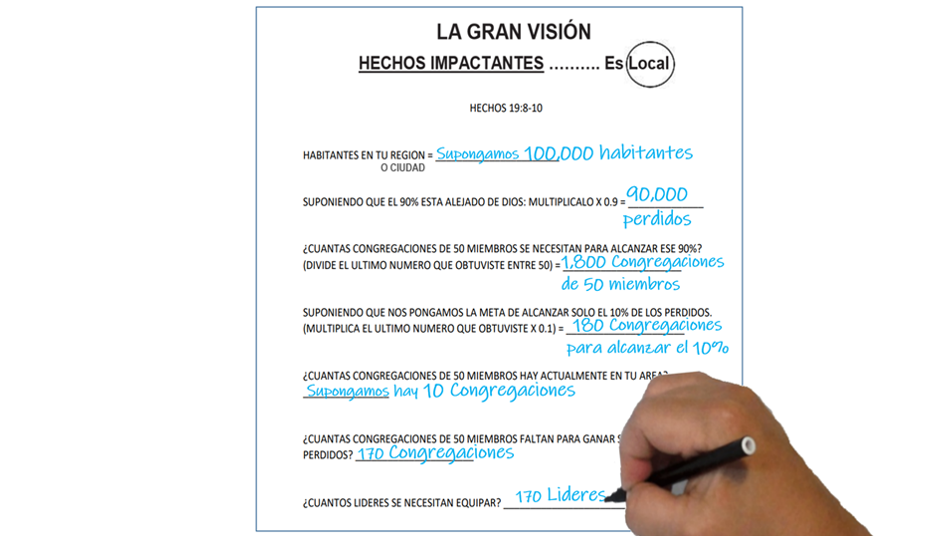 LA GRAN VISIÓN
HECHOS IMPACTANTES .......... Es Local
HECHOS 19:8-10
HABITANTES EN TU REGION = Supongamos 100,000 habitantes
O CIUDAD
SUPONIENDO QUE EL 90% ESTA ALEJADO DE DIOS: MULTIPLICALO X 0.9 = 90,000
perdidos
¿CUANTAS CONGREGACIONES DE 50 MIEMBROS SE NECESITAN PARA ALCANZAR ESE 90%?
(DIVIDE EL ULTIMO NUMERO QUE OBTUVISTE ENTRE 50) = 1,800 Congregaciones
de 50 miembros
SUPONIENDO QUE NOS PONGAMOS LA META DE ALCANZAR SOLO EL 10% DE LOS PERDIDOS.
(MULTIPLICA EL ULTIMO NUMERO QUE OBTUVISTE X 0.1) = 180 Congregaciones
para alcanzar el 10%
¿CUANTAS CONGREGACIONES DE 50 MIEMBROS HAY ACTUALMENTE EN TU AREA?
Supongamos hay 10 Congregaciones
¿CUANTAS CONGREGACIONES DE 50 MIEMBROS FALTAN PARA GANAR
PERDIDOS? 170 Congregaciones
¿CUANTOS LIDERES SE NECESITAN EQUIPAR? 170 Lideres